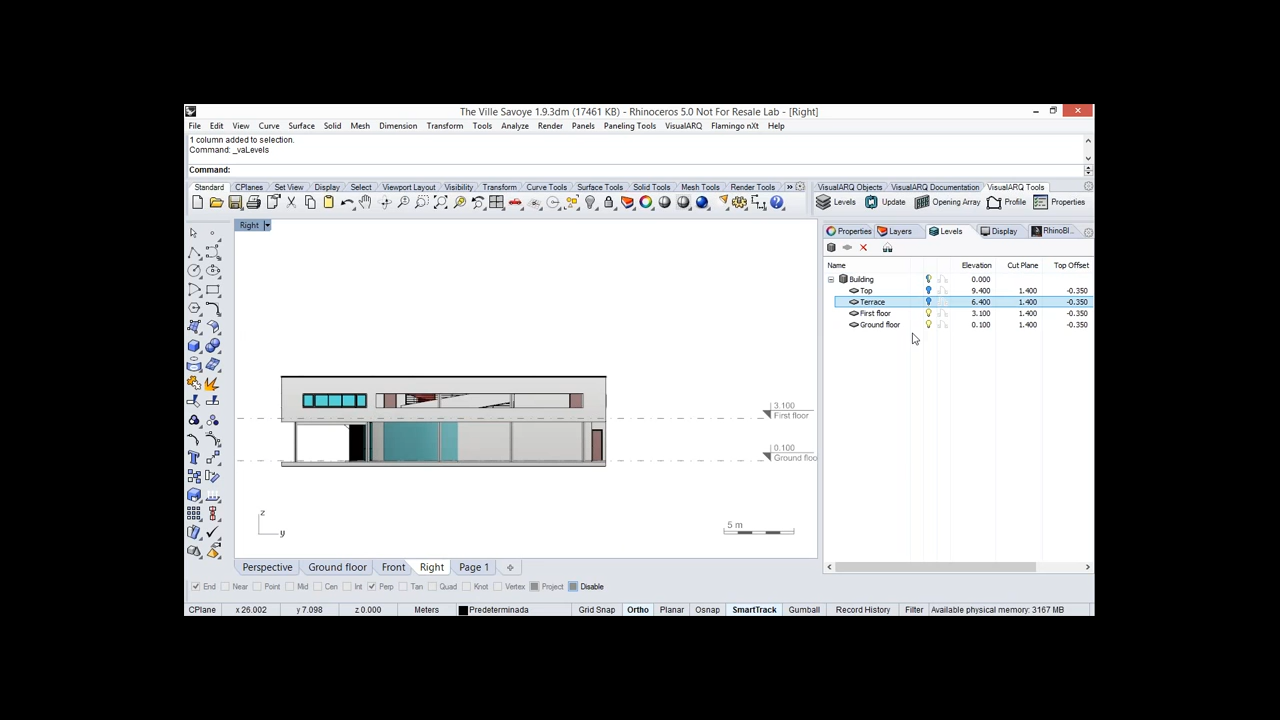 The Ville Savoye 1.9.3dm (17461 KB) - Rhinoceros 5.0 Not For Resale Lab - [Right]
File Edit View Curve Surface Solid Mesh Dimension Transform Tools Analyze Render Panels Paneling Tools VisualARQ Flamingo nXt Help
1 column added to selection.
Command: _vaLevels
Command:
Standard CPlanes Set View Display Select Viewport Layout Visibility Transform Curve Tools Surface Tools Solid Tools Mesh Tools Render Tools » VisualARQ Objects VisualARQ Documentation VisualARQ Tools
Levels Update Opening Array Profile Properties
Right
Properties Layers Levels Display RhinoBl...
Name Elevation Cut Plane Top Offset
Building 0.000
Top 9.400 1.400 -0.350
Terrace 6.400 1.400 -0.350
First floor 3.100 1.400 -0.350
Ground floor 0.100 1.400 -0.350
3.100
First floor
0.100
Ground floo
z
y
5 m
Perspective Ground floor Front Right Page 1
End Near Point Mid Cen Int Perp Tan Quad Knot Vertex Project Disable
CPlane x 26.002 y 7.098 z 0.000 Meters Predeterminada Grid Snap Ortho Planar Osnap SmartTrack Gumball Record History Filter Available physical memory: 3167 MB